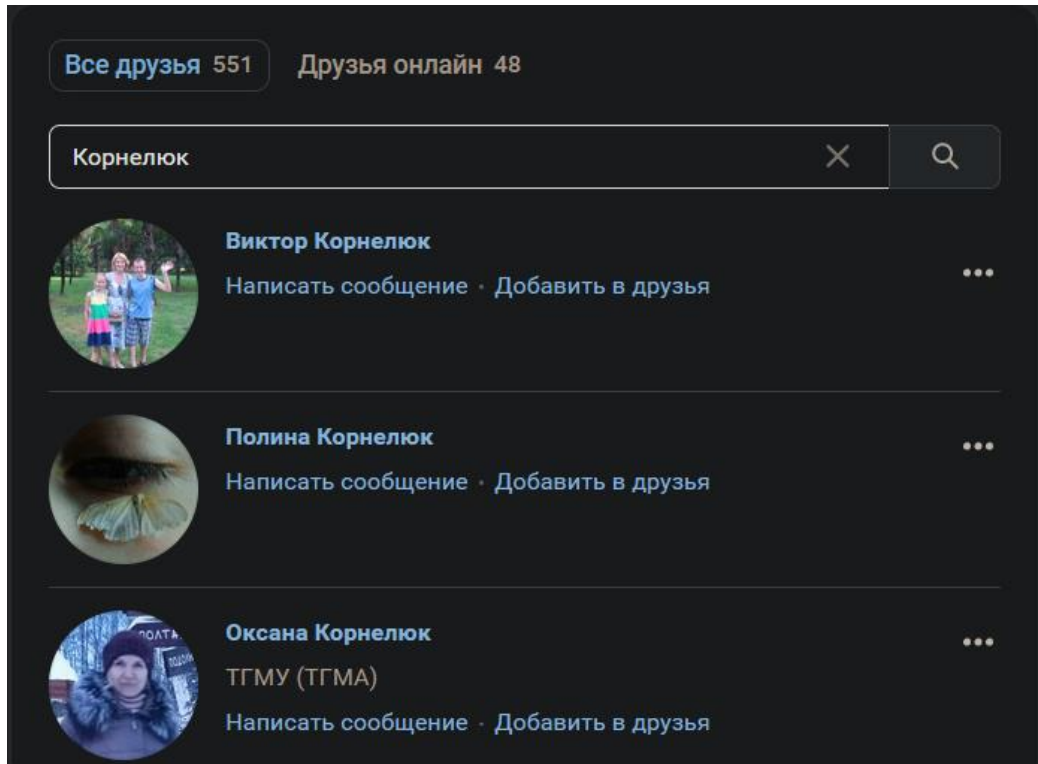 Все друзья 551 Друзья онлайн 48
Корнелюк
Виктор Корнелюк
Написать сообщение · Добавить в друзья
Полина Корнелюк
Написать сообщение · Добавить в друзья
Оксана Корнелюк
ТГМУ (ТГМА)
Написать сообщение · Добавить в друзья